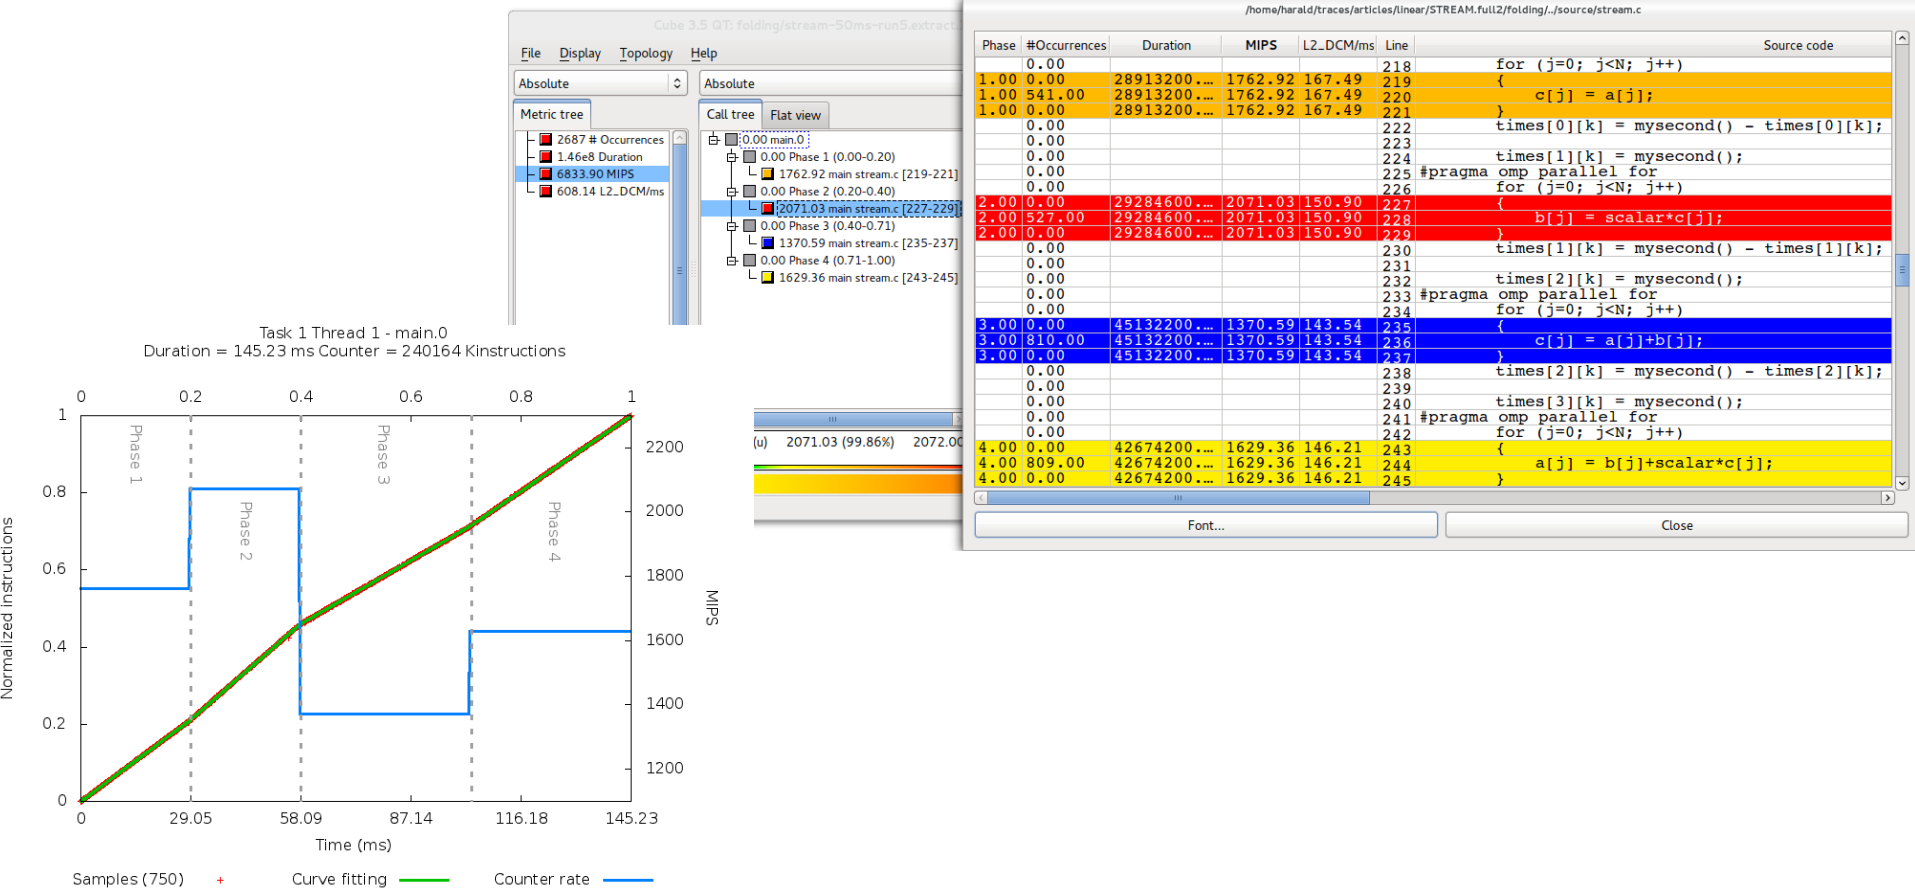 Cube 3.5 QT: folding/stream-50ms-run5.extract.
File Display Topology Help
Absolute
Absolute
Metric tree
Call tree Flat view
2687 # Occurrences
1.46e8 Duration
6833.90 MIPS
608.14 L2_DCM/ms
0.00 main.0
0.00 Phase 1 (0.00-0.20)
1762.92 main stream.c [219-221]
0.00 Phase 2 (0.20-0.40)
2071.03 main stream.c [227-229]
0.00 Phase 3 (0.40-0.71)
1370.59 main stream.c [235-237]
0.00 Phase 4 (0.71-1.00)
1629.36 main stream.c [243-245]
(u) 2071.03 (99.86%) 2072.00
/home/harald/traces/articles/linear/STREAM.full2/folding/../source/stream.c
Phase #Occurrences Duration MIPS L2_DCM/ms Line Source code
0.00 218 for (j=0; j<N; j++)
1.00 0.00 28913200.... 1762.92 167.49 219 {
1.00 541.00 28913200.... 1762.92 167.49 220 c[j] = a[j];
1.00 0.00 28913200.... 1762.92 167.49 221 }
0.00 222 times[0][k] = mysecond() - times[0][k];
0.00 223
0.00 224 times[1][k] = mysecond();
0.00 225 #pragma omp parallel for
0.00 226 for (j=0; j<N; j++)
2.00 0.00 29284600.... 2071.03 150.90 227 {
2.00 527.00 29284600.... 2071.03 150.90 228 b[j] = scalar*c[j];
2.00 0.00 29284600.... 2071.03 150.90 229 }
0.00 230 times[1][k] = mysecond() - times[1][k];
0.00 231
0.00 232 times[2][k] = mysecond();
0.00 233 #pragma omp parallel for
0.00 234 for (j=0; j<N; j++)
3.00 0.00 45132200.... 1370.59 143.54 235 {
3.00 810.00 45132200.... 1370.59 143.54 236 c[j] = a[j]+b[j];
3.00 0.00 45132200.... 1370.59 143.54 237 }
0.00 238 times[2][k] = mysecond() - times[2][k];
0.00 239
0.00 240 times[3][k] = mysecond();
0.00 241 #pragma omp parallel for
0.00 242 for (j=0; j<N; j++)
4.00 0.00 42674200.... 1629.36 146.21 243 {
4.00 809.00 42674200.... 1629.36 146.21 244 a[j] = b[j]+scalar*c[j];
4.00 0.00 42674200.... 1629.36 146.21 245 }
Font... Close
Task 1 Thread 1 - main.0
Duration = 145.23 ms Counter = 240164 Kinstructions
0 0.2 0.4 0.6 0.8 1
Normalized instructions
1
0.8
0.6
0.4
0.2
0
Phase 1
Phase 2
Phase 3
Phase 4
2200
2000
1800
1600
1400
1200
MIPS
0 29.05 58.09 87.14 116.18 145.23
Time (ms)
Samples (750) Curve fitting Counter rate